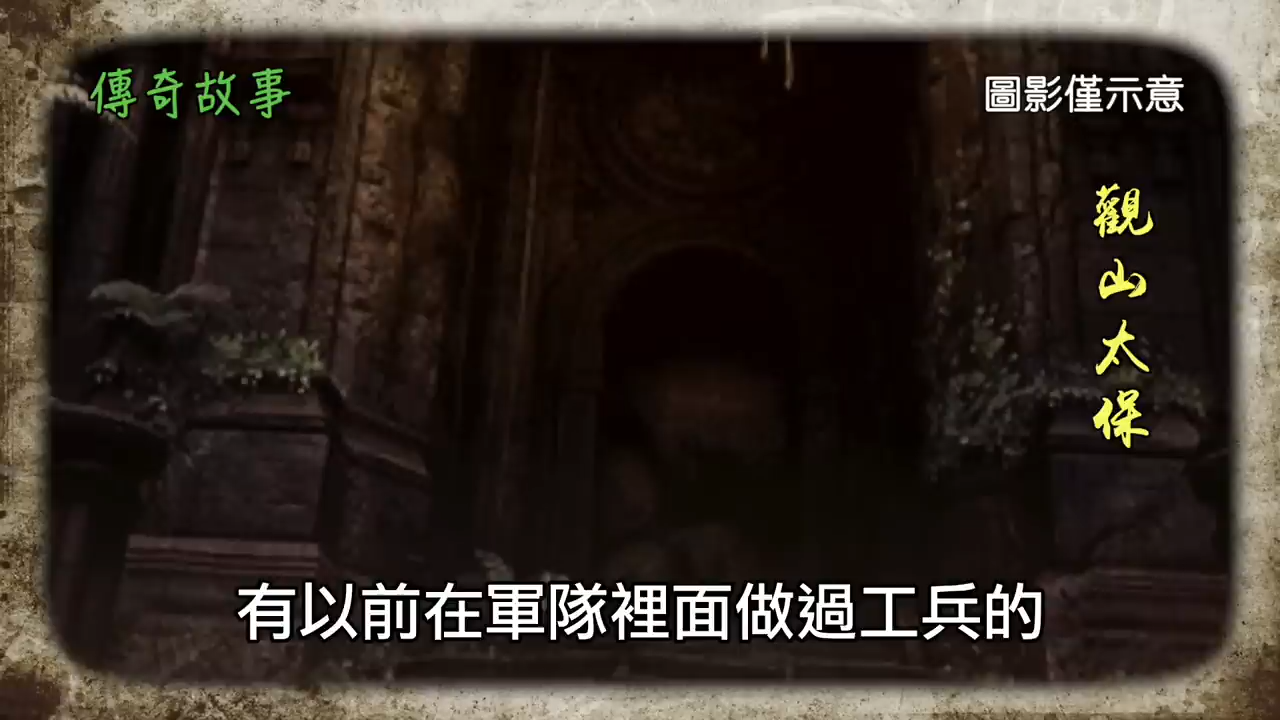 傳奇故事
圖影僅示意
觀山太保
有以前在軍隊裡面做過工兵的